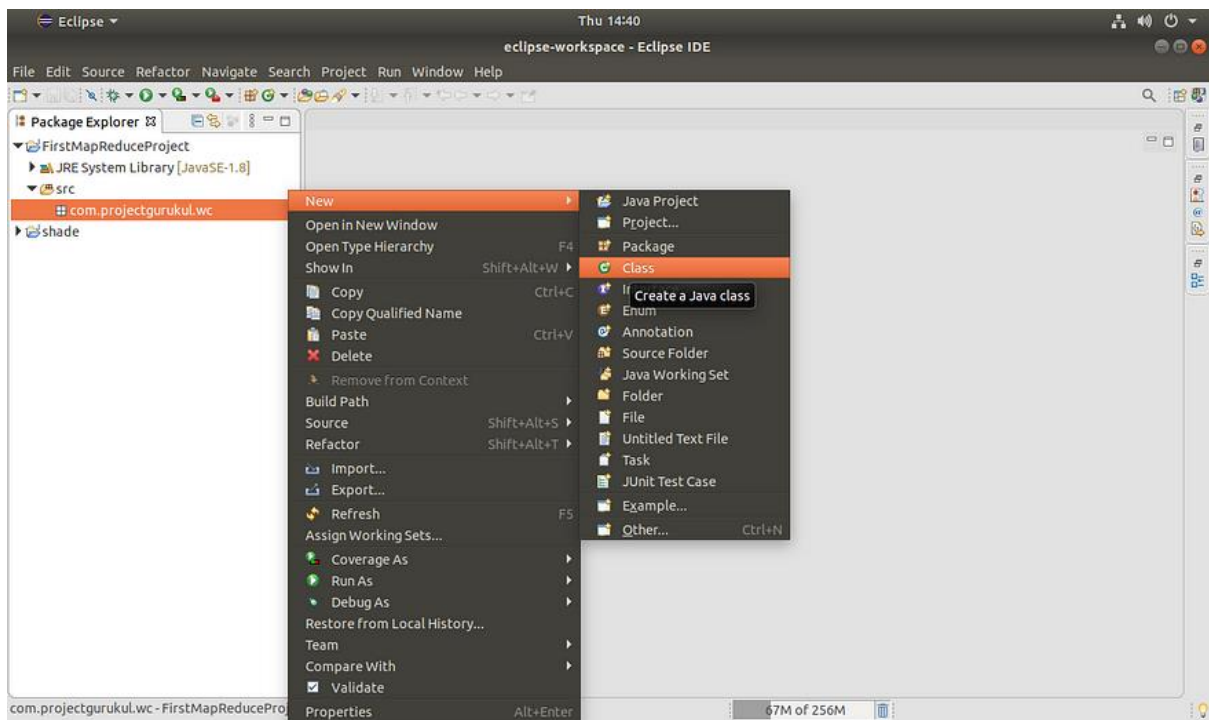 Eclipse
Thu 14:40
eclipse-workspace - Eclipse IDE
File Edit Source Refactor Navigate Search Project Run Window Help
Package Explorer
FirstMapReduceProject
JRE System Library [JavaSE-1.8]
src
com.projectgurukul.wc
shade
New
Open in New Window
Open Type Hierarchy F4
Show In Shift+Alt+W
Copy Ctrl+C
Copy Qualified Name
Paste Ctrl+V
Delete
Remove from Context
Build Path
Source Shift+Alt+S
Refactor Shift+Alt+T
Import...
Export...
Refresh F5
Assign Working Sets...
Coverage As
Run As
Debug As
Restore from Local History...
Team
Compare With
Validate
Properties Alt+Enter
Java Project
Project...
Package
Class
Create a Java class
Enum
Annotation
Source Folder
Java Working Set
Folder
File
Untitled Text File
Task
JUnit Test Case
Example...
Other... Ctrl+N
com.projectgurukul.wc - FirstMapReduceProj
67M of 256M